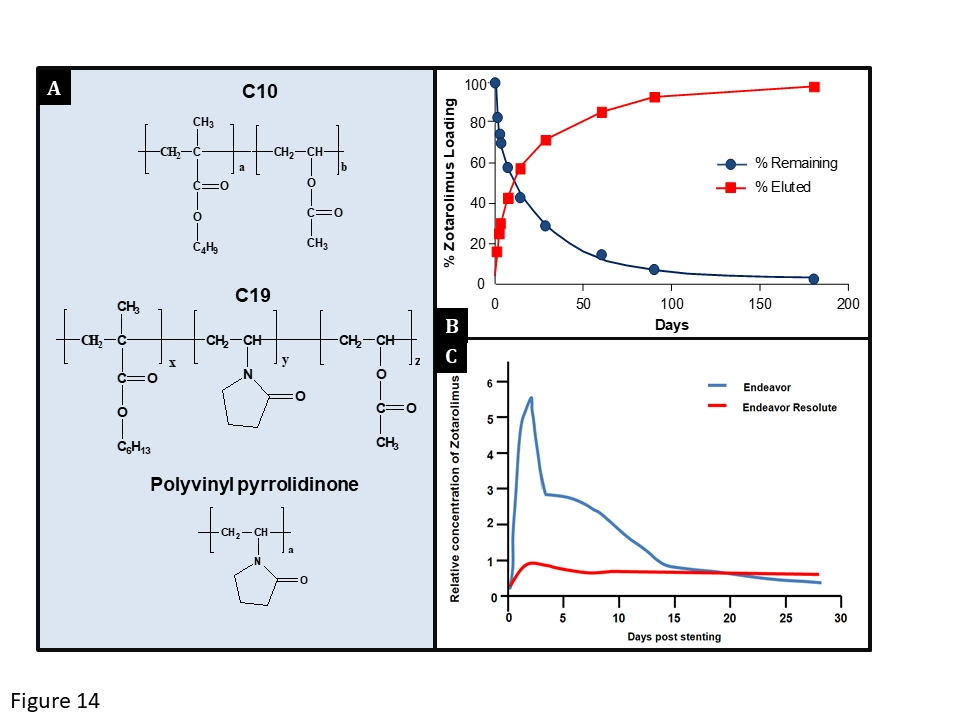 A
C10
CH3
CH2 C CH2 CH
a b
C O O
O C O
C4H9 CH3
C19
CH3
CH2 C CH2 CH CH2 CH
x y z
C O N O O
O C O
C6H13 CH3
Polyvinyl pyrrolidinone
CH2 CH
a
N O
% Zotarolimus Loading
100
80
60
40
20
0
0 50 100 150 200
Days
% Remaining
% Eluted
B
C
Relative concentration of Zotarolimus
6
5
4
3
2
1
0
0 5 10 15 20 25 30
Days post stenting
Endeavor
Endeavor Resolute
Figure 14